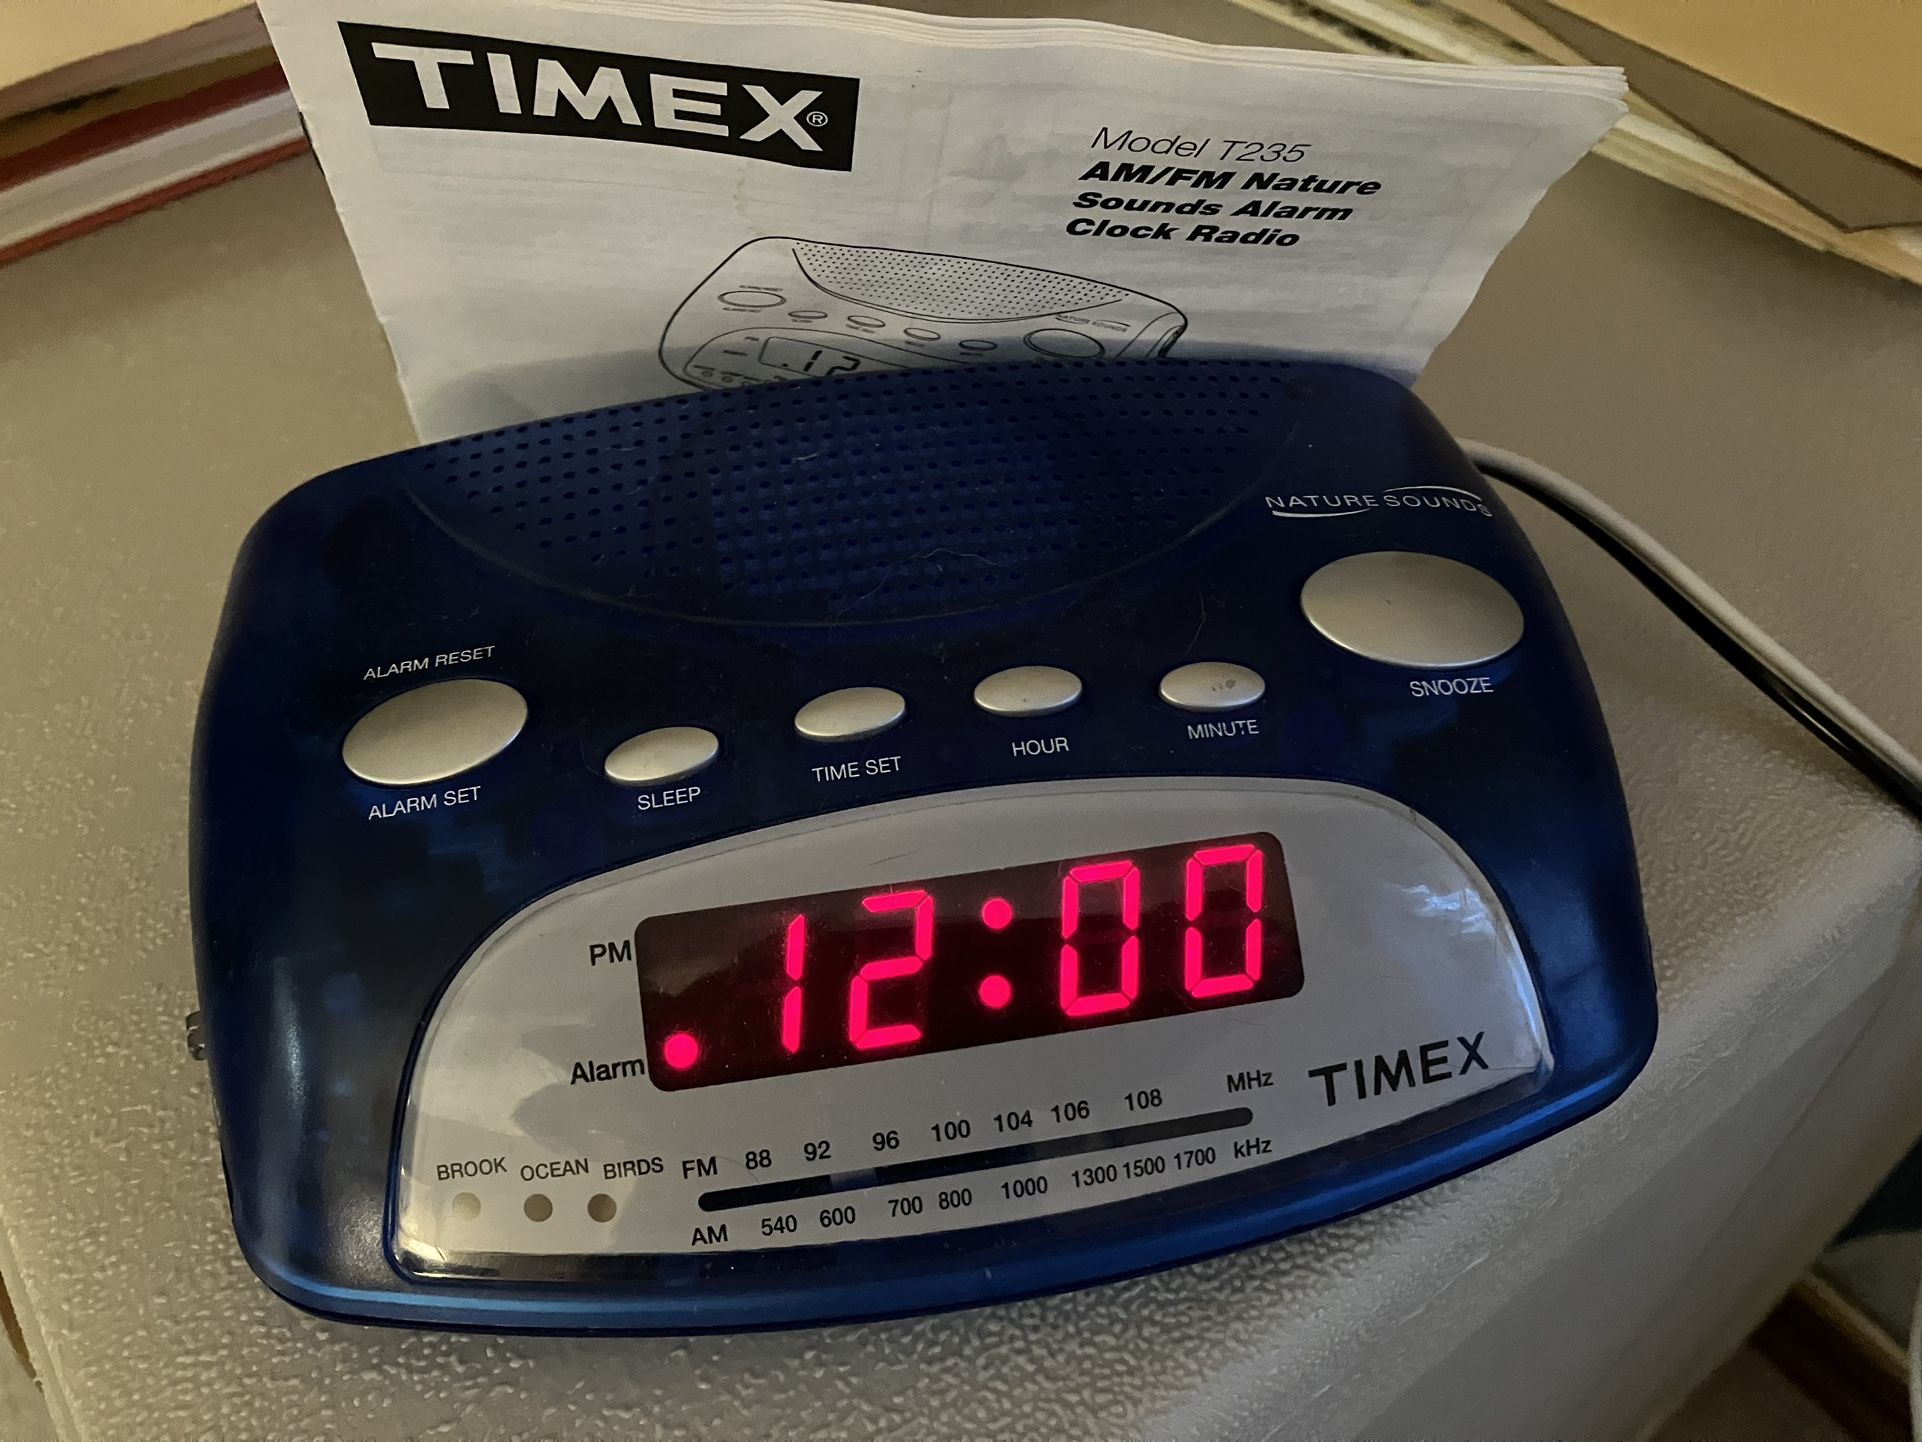 TIMEX®
Model T235
AM/FM Nature
Sounds Alarm
Clock Radio
.12
NATURE SOUNDS
ALARM RESET
ALARM SET
SLEEP
TIME SET
HOUR
MINUTE
SNOOZE
PM
.12:00
Alarm
TIMEX
BROOK OCEAN BIRDS
FM 88 92 96 100 104 106 108 MHz
AM 540 600 700 800 1000 1300 1500 1700 kHz